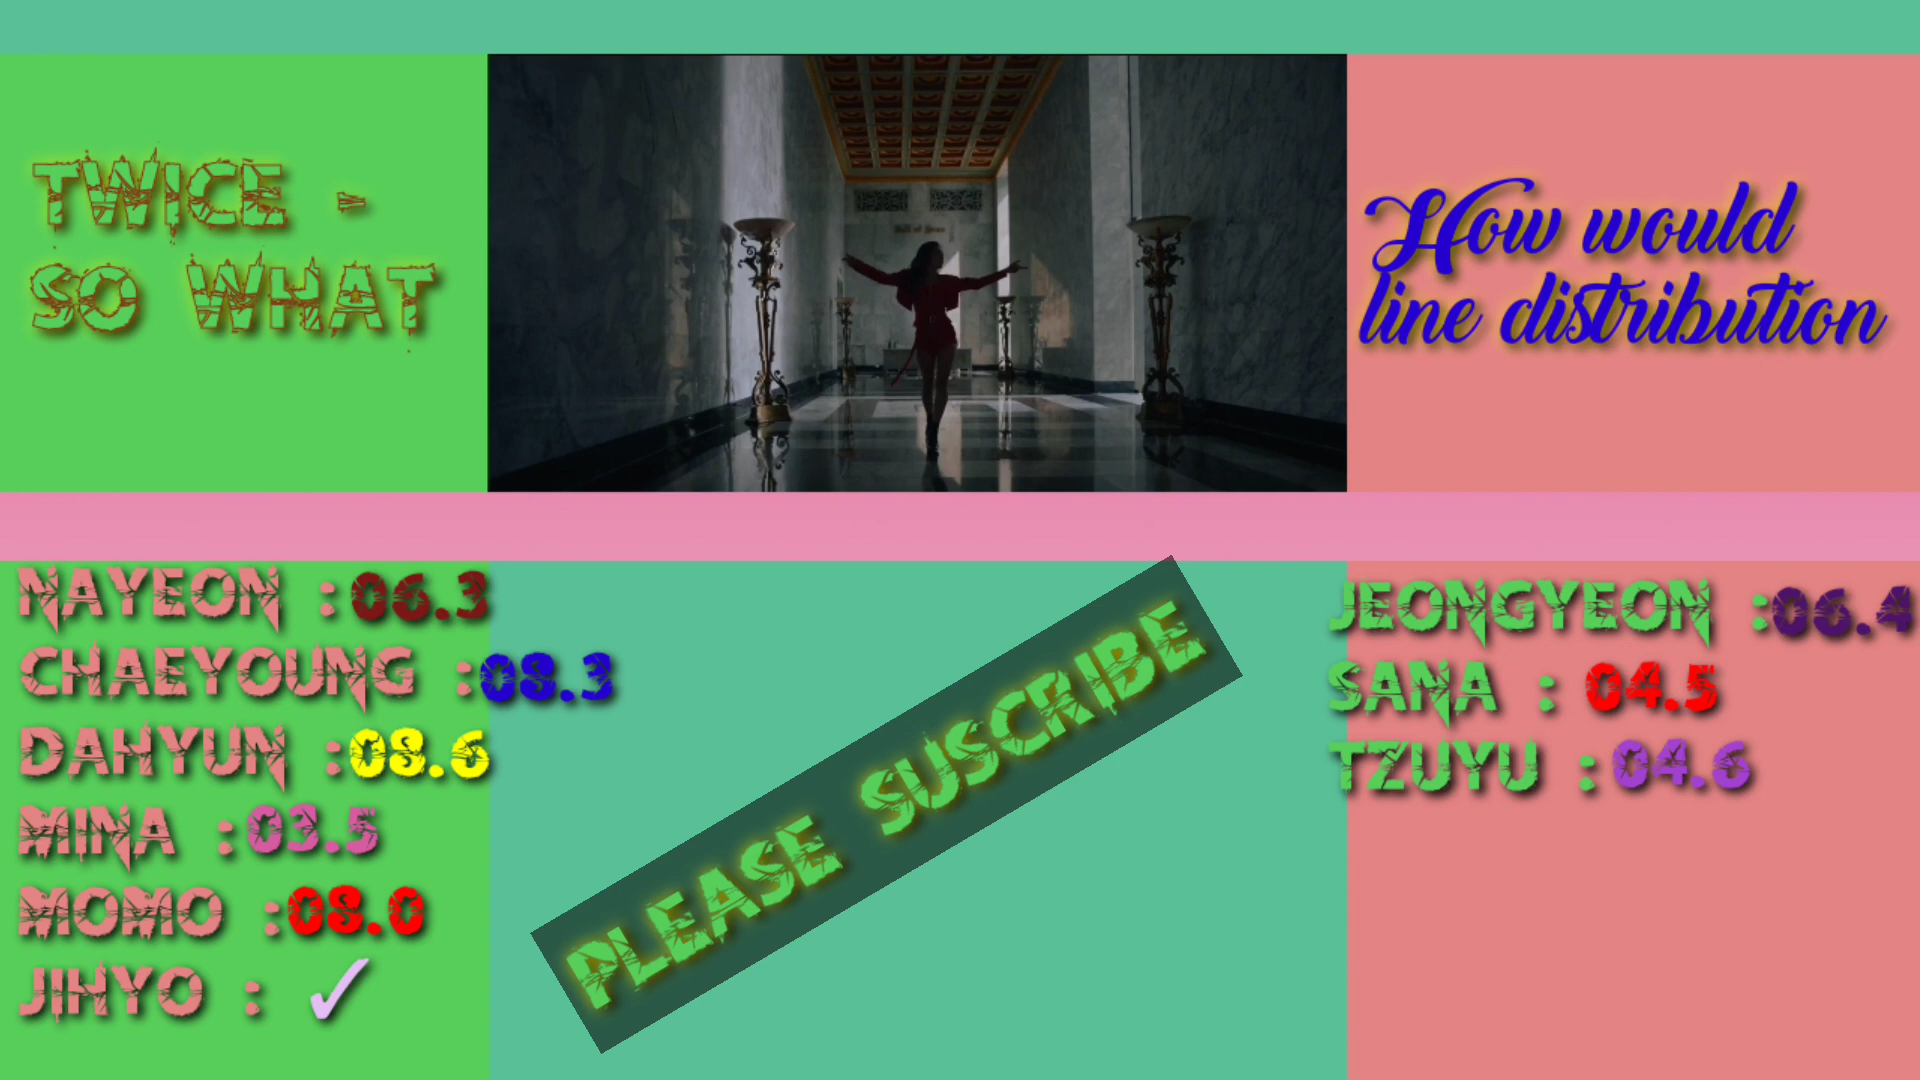 TWICE -
SO WHAT
How would
line distribution
NAYEON : 06.3
CHAEYOUNG : 08.3
DAHYUN : 08.6
MINA : 03.5
MOMO : 08.0
JIHYO : ✓
PLEASE SUSCRIBE
JEONGYEON : 06.4
SANA : 04.5
TZUYU : 04.6